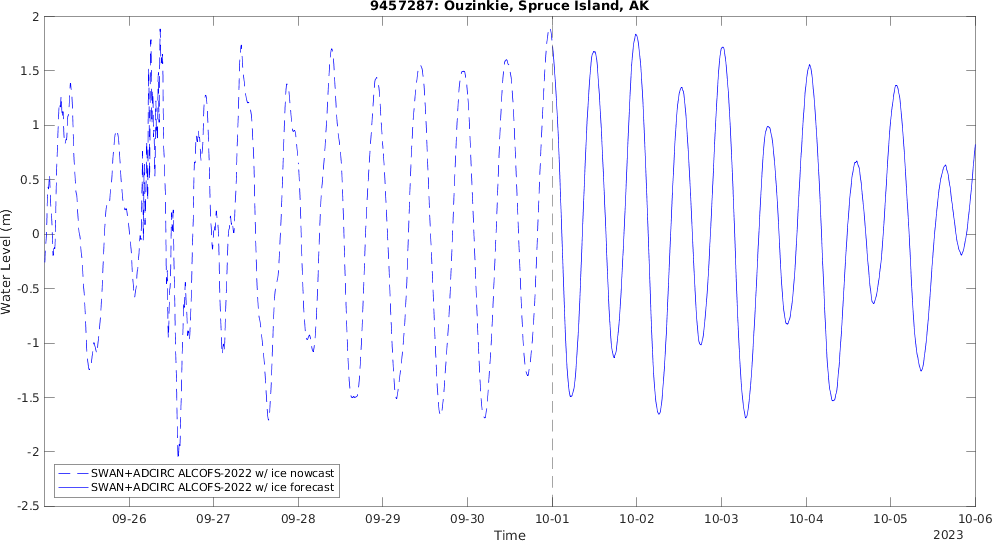 9457287: Ouzinkie, Spruce Island, AK
2
1.5
1
0.5
0
-0.5
-1
-1.5
-2
-2.5
Water Level (m)
SWAN+ADCIRC ALCOFS-2022 w/ ice nowcast
SWAN+ADCIRC ALCOFS-2022 w/ ice forecast
09-26 09-27 09-28 09-29 09-30 10-01 10-02 10-03 10-04 10-05 10-06
Time
2023